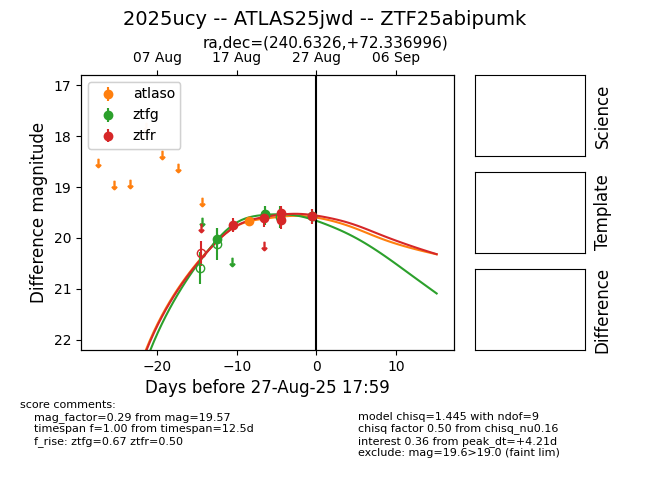 2025ucy -- ATLAS25jwd -- ZTF25abipumk
ra,dec=(240.6326,+72.336996)
07 Aug 17 Aug 27 Aug 06 Sep
atlaso
ztfg
ztfr
17
18
19
20
21
22
Difference magnitude
−20 −10 0 10
Days before 27-Aug-25 17:59
Science
Template
Difference
score comments:
mag_factor=0.29 from mag=19.57
timespan f=1.00 from timespan=12.5d
f_rise: ztfg=0.67 ztfr=0.50
model chisq=1.445 with ndof=9
chisq factor 0.50 from chisq_nu0.16
interest 0.36 from peak_dt=+4.21d
exclude: mag=19.6>19.0 (faint lim)